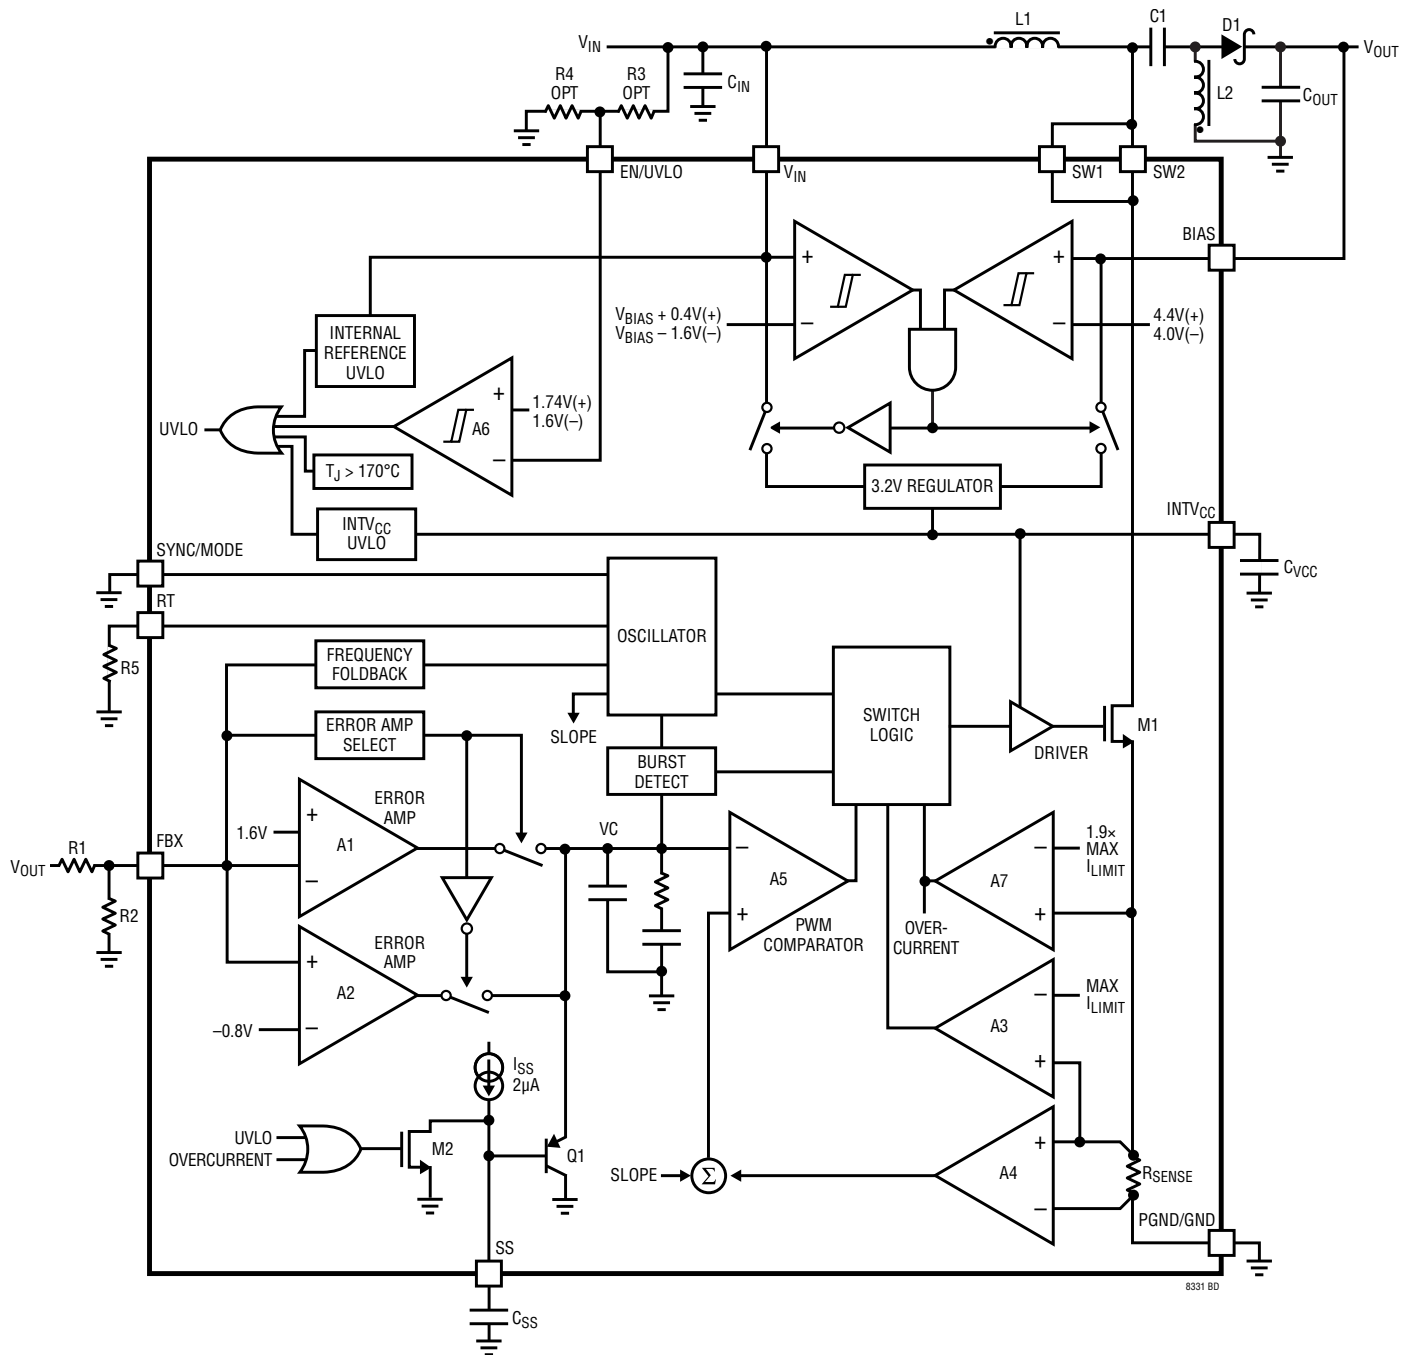 L1
C1
D1
VIN
VOUT
R4
OPT
R3
OPT
CIN
L2
COUT
EN/UVLO
VIN
SW1
SW2
BIAS
+
+
VBIAS + 0.4V(+)
VBIAS – 1.6V(–)
–
–
4.4V(+)
4.0V(–)
INTERNAL
REFERENCE
UVLO
+
1.74V(+)
1.6V(–)
UVLO
A6
–
TJ > 170°C
3.2V REGULATOR
INTVCC
UVLO
INTVCC
CVCC
SYNC/MODE
RT
R5
OSCILLATOR
FREQUENCY
FOLDBACK
SLOPE
ERROR AMP
SELECT
BURST
DETECT
SWITCH
LOGIC
DRIVER
M1
ERROR
AMP
1.6V
+
A1
–
VC
FBX
R1
VOUT
R2
–
A5
+
PWM
COMPARATOR
1.9×
MAX
ILIMIT
–
A7
+
OVER-
CURRENT
ERROR
AMP
+
A2
–0.8V
–
MAX
ILIMIT
–
A3
+
ISS
2µA
UVLO
OVERCURRENT
M2
Q1
SLOPE
Σ
+
A4
–
RSENSE
PGND/GND
SS
CSS
8331 BD